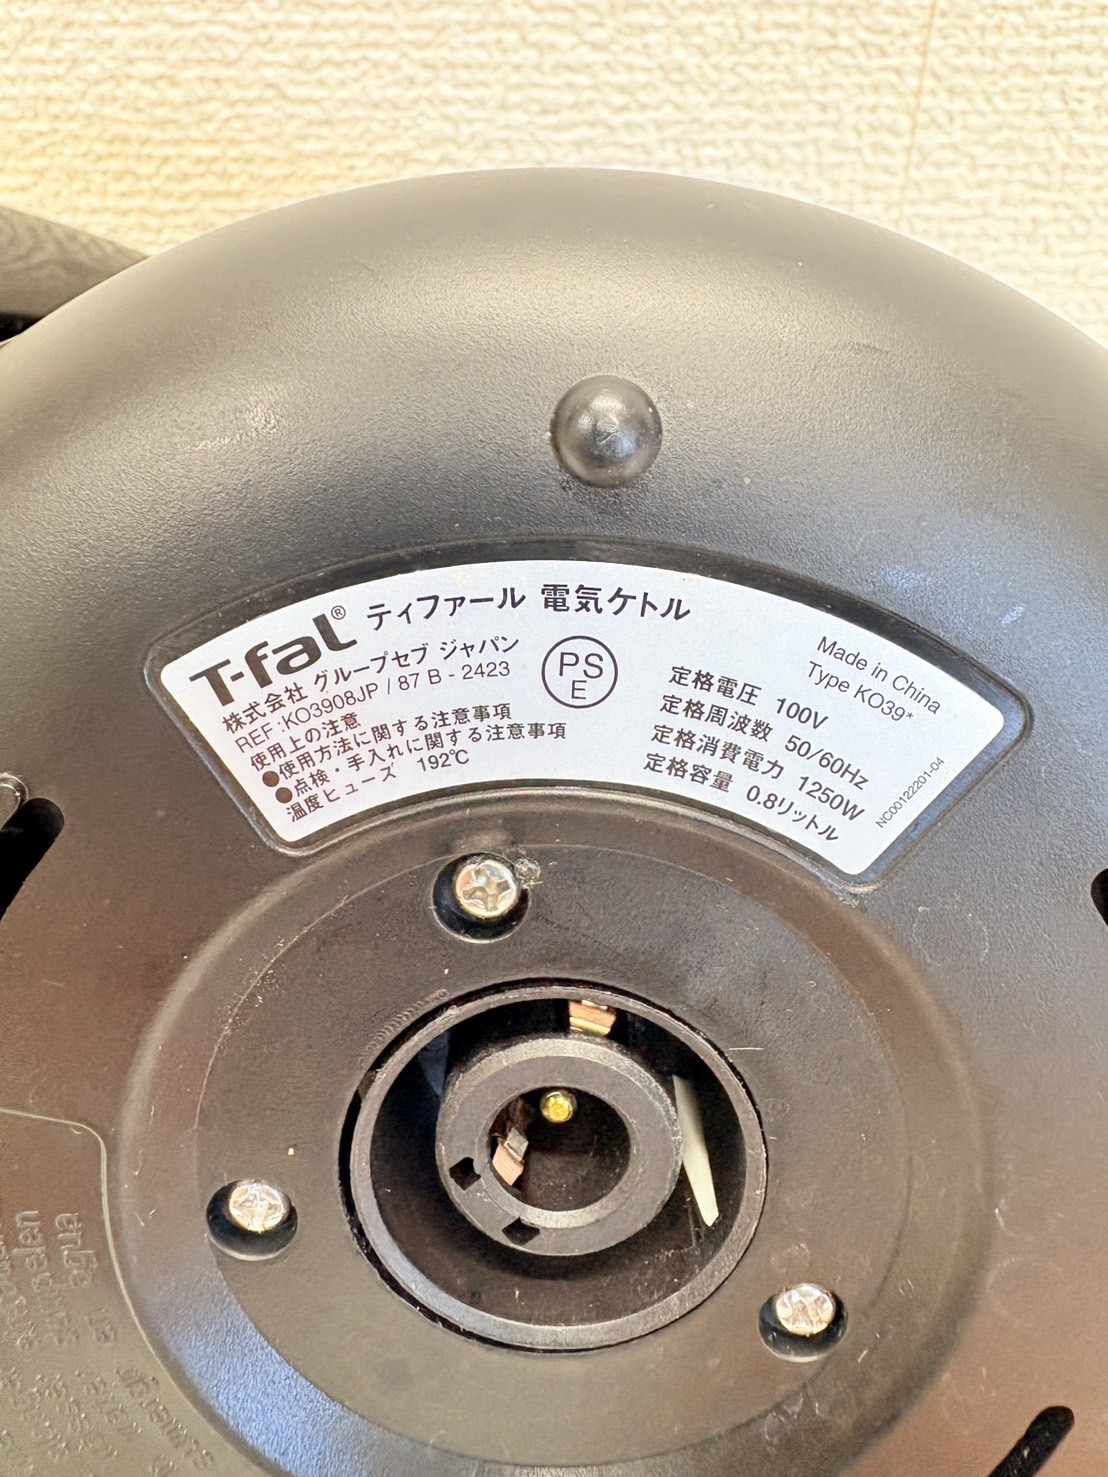 T-fal® ティファール 電気ケトル
株式会社 グループセブ ジャパン
REF:KO3908JP / 87 B - 2423
使用上の注意
●使用方法に関する注意事項
●点検・手入れに関する注意事項
温度ヒューズ 192℃
PS
E
Made in China
Type KO39*
定格電圧 100V
定格周波数 50/60Hz
定格消費電力 1250W
定格容量 0.8リットル
NC00122201-04